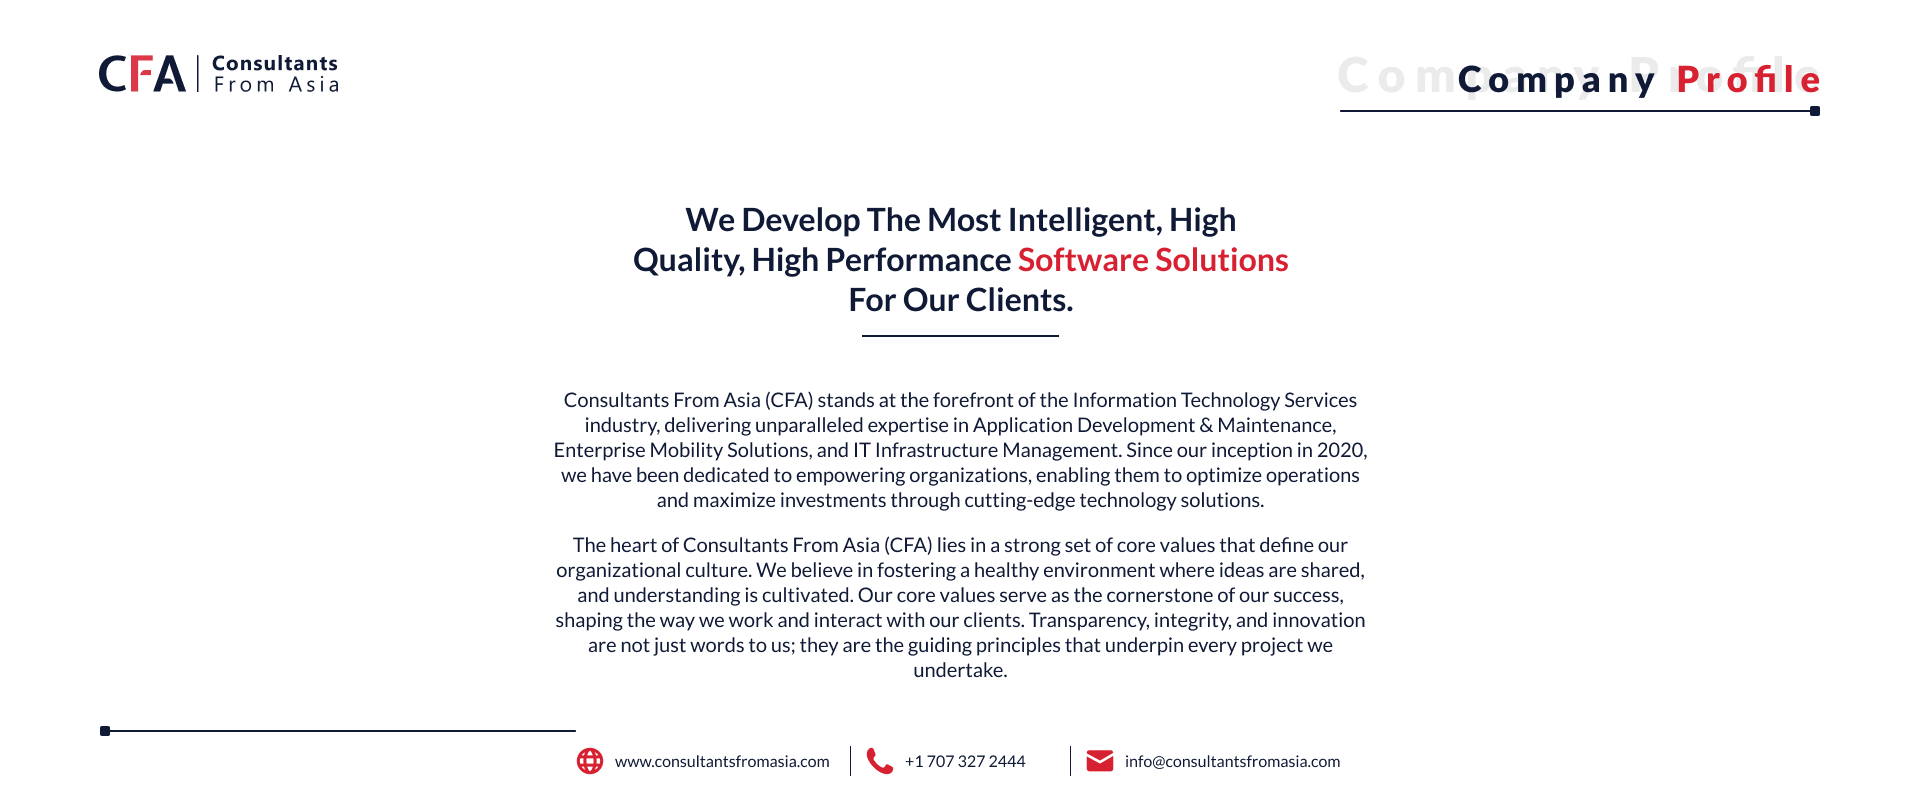 CFA Consultants
From Asia
Company Profile
Company Profile
We Develop The Most Intelligent, High
Quality, High Performance Software Solutions
For Our Clients.
Consultants From Asia (CFA) stands at the forefront of the Information Technology Services
industry, delivering unparalleled expertise in Application Development & Maintenance,
Enterprise Mobility Solutions, and IT Infrastructure Management. Since our inception in 2020,
we have been dedicated to empowering organizations, enabling them to optimize operations
and maximize investments through cutting-edge technology solutions.
The heart of Consultants From Asia (CFA) lies in a strong set of core values that define our
organizational culture. We believe in fostering a healthy environment where ideas are shared,
and understanding is cultivated. Our core values serve as the cornerstone of our success,
shaping the way we work and interact with our clients. Transparency, integrity, and innovation
are not just words to us; they are the guiding principles that underpin every project we
undertake.
www.consultantsfromasia.com
+1 707 327 2444
info@consultantsfromasia.com